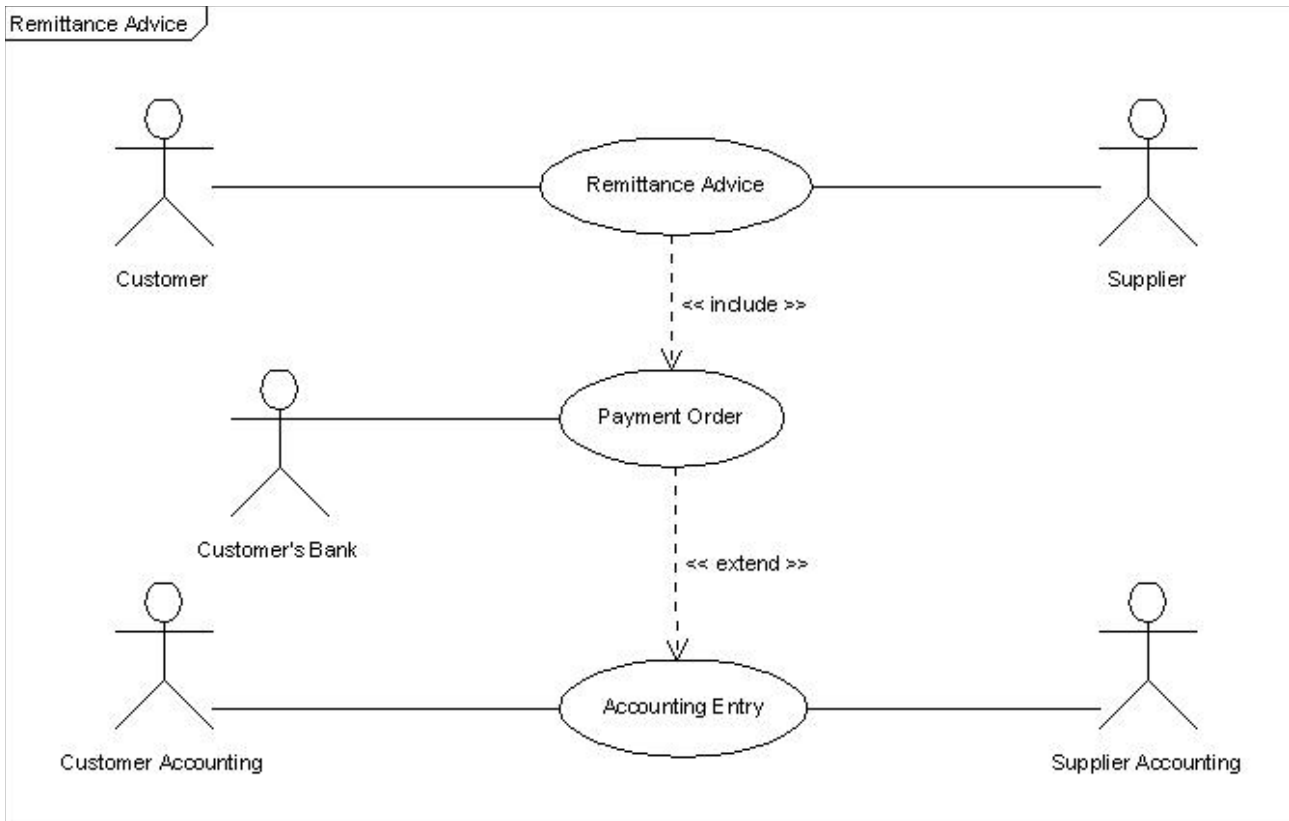 Remittance Advice
Remittance Advice
Customer
Supplier
<< include >>
Payment Order
Customer's Bank
<< extend >>
Accounting Entry
Customer Accounting
Supplier Accounting